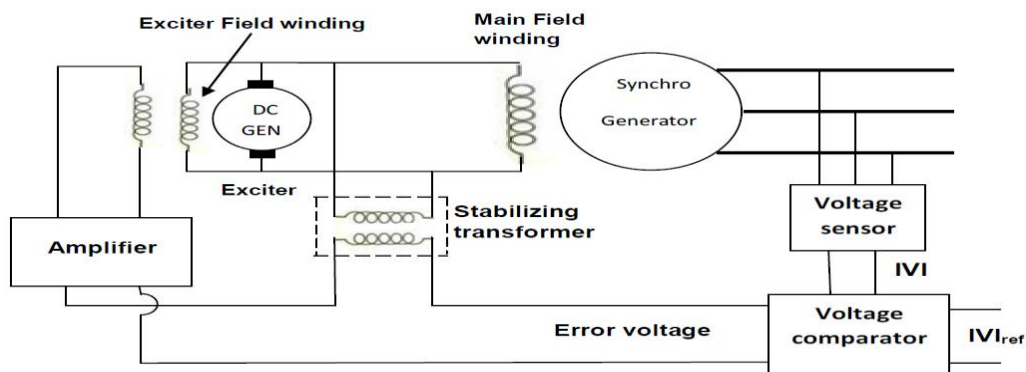 Exciter Field winding
Main Field
winding
DC
GEN
Synchro
Generator
Exciter
Stabilizing
transformer
Amplifier
Voltage
sensor
IVI
Error voltage
Voltage
comparator
IVIref